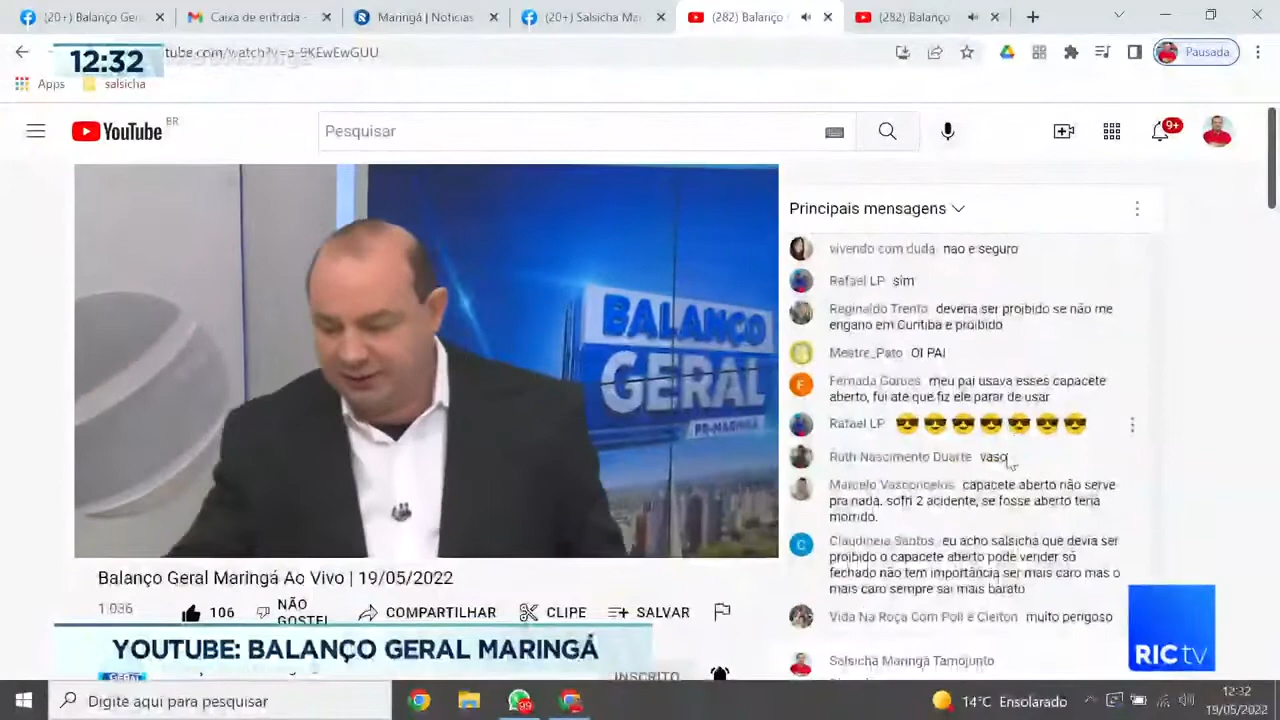 (20+) Balanço Ger
Caixa de entrada -
Maringá | Notícias
(20+) Salsicha Mar
(282) Balanço
(282) Balanço
12:32
tube.com/watch?v=a-9KEwEwGUU
Pausada
Apps
salsicha
YouTube BR
Pesquisar
9+
Principais mensagens
vivendo com duda nao e seguro
Rafael LP sim
Reginaldo Trento deveria ser proibido se não me
engano em Curitiba e proibido
Mestre_Pato OI PAI
meu pai usava esses capacete
aberto, fui até que fiz ele parar de usar
Rafael LP 😎😎😎😎😎😎😎
Ruth Nascimento Duarte vaso
Marcelo Vasconcelos capacete aberto não serve
pra nada. sofri 2 acidente, se fosse aberto teria
morrido.
Claudineia Santos eu acho salsicha que devia ser
proibido o capacete aberto pode vender só
fechado não tem importância ser mais caro mas o
mais caro sempre sai mais barato
Vida Na Roça Com Poli e Cleiton muito perigoso
Salsicha Maringá Tamojunto
BALANÇO
GERAL
PR-MARINGÁ
Balanço Geral Maringá Ao Vivo | 19/05/2022
1.036
106
NÃO
GOSTEI
COMPARTILHAR
CLIPE
SALVAR
YOUTUBE: BALANÇO GERAL MARINGÁ
GERAL
INSCRITO
RIC tv
Digite aqui para pesquisar
99
14°C Ensolarado
12:32
19/05/2022